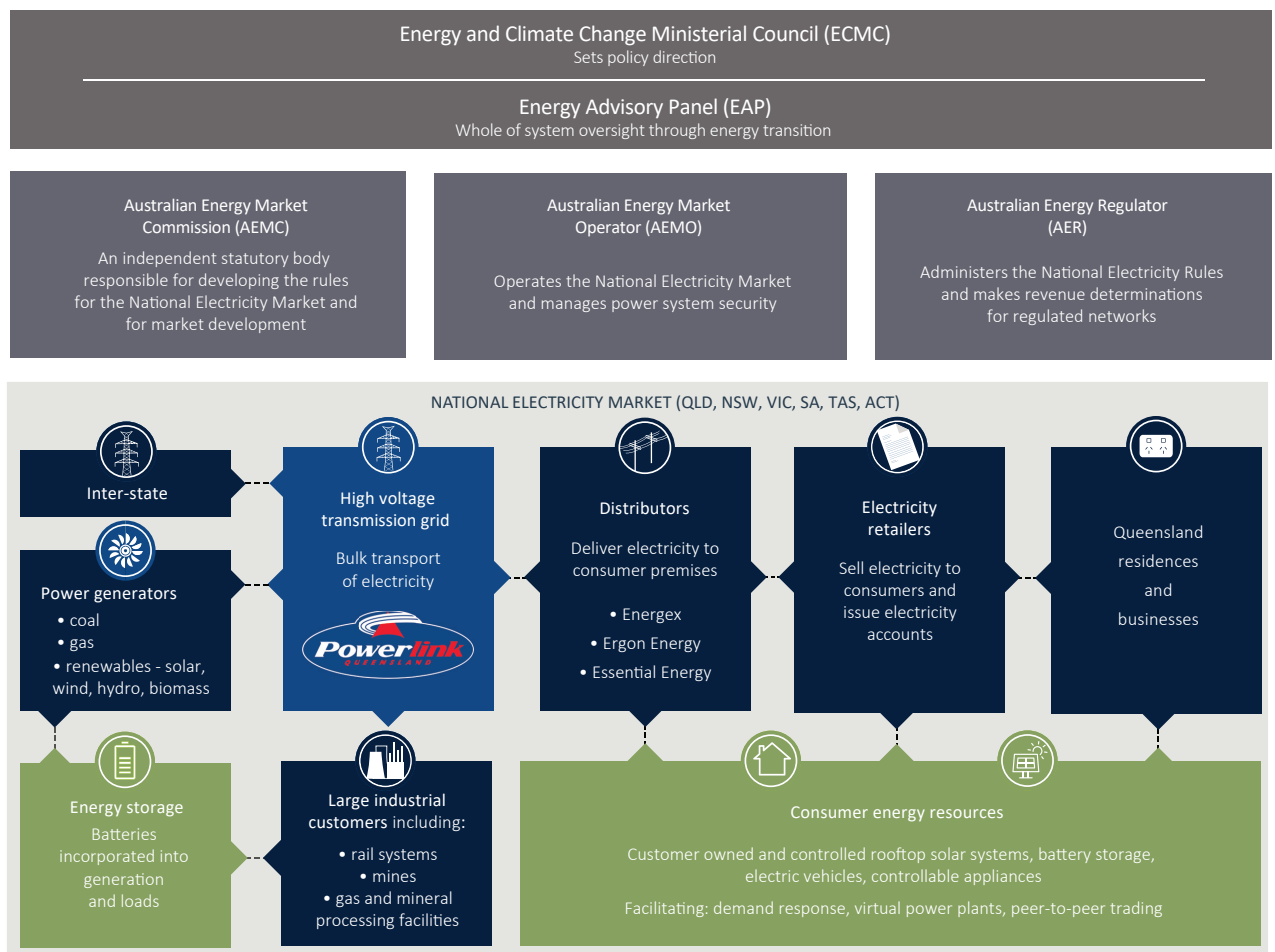 Energy and Climate Change Ministerial Council (ECMC)
Sets policy direction
Energy Advisory Panel (EAP)
Whole of system oversight through energy transition
Australian Energy Market
Commission (AEMC)
An independent statutory body
responsible for developing the rules
for the National Electricity Market and
for market development
Australian Energy Market
Operator (AEMO)
Operates the National Electricity Market
and manages power system security
Australian Energy Regulator
(AER)
Administers the National Electricity Rules
and makes revenue determinations
for regulated networks
NATIONAL ELECTRICITY MARKET (QLD, NSW, VIC, SA, TAS, ACT)
Inter-state
Power generators
• coal
• gas
• renewables - solar,
wind, hydro, biomass
High voltage
transmission grid
Bulk transport
of electricity
Powerlink
QUEENSLAND
Distributors
Deliver electricity to
consumer premises
• Energex
• Ergon Energy
• Essential Energy
Electricity
retailers
Sell electricity to
consumers and
issue electricity
accounts
Queensland
residences
and
businesses
Energy storage
Batteries
incorporated into
generation
and loads
Large industrial
customers including:
• rail systems
• mines
• gas and mineral
processing facilities
Consumer energy resources
Customer owned and controlled rooftop solar systems, battery storage,
electric vehicles, controllable appliances
Facilitating: demand response, virtual power plants, peer-to-peer trading